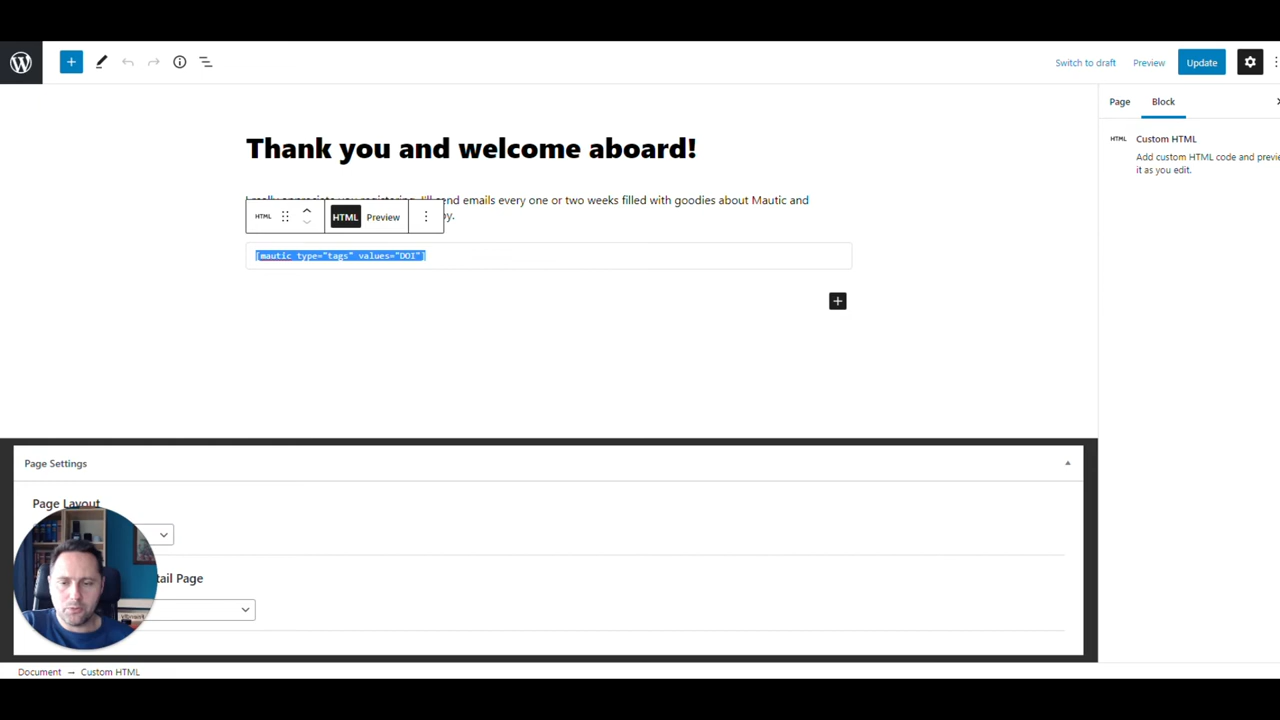 Switch to draft Preview Update
Page Block
Thank you and welcome aboard!
HTML Custom HTML
Add custom HTML code and previe
it as you edit.
end emails every one or two weeks filled with goodies about Mautic and
HTML HTML Preview
[mautic type="tags" values="DOI"]
Page Settings
Page Layout
tail Page
Document → Custom HTML